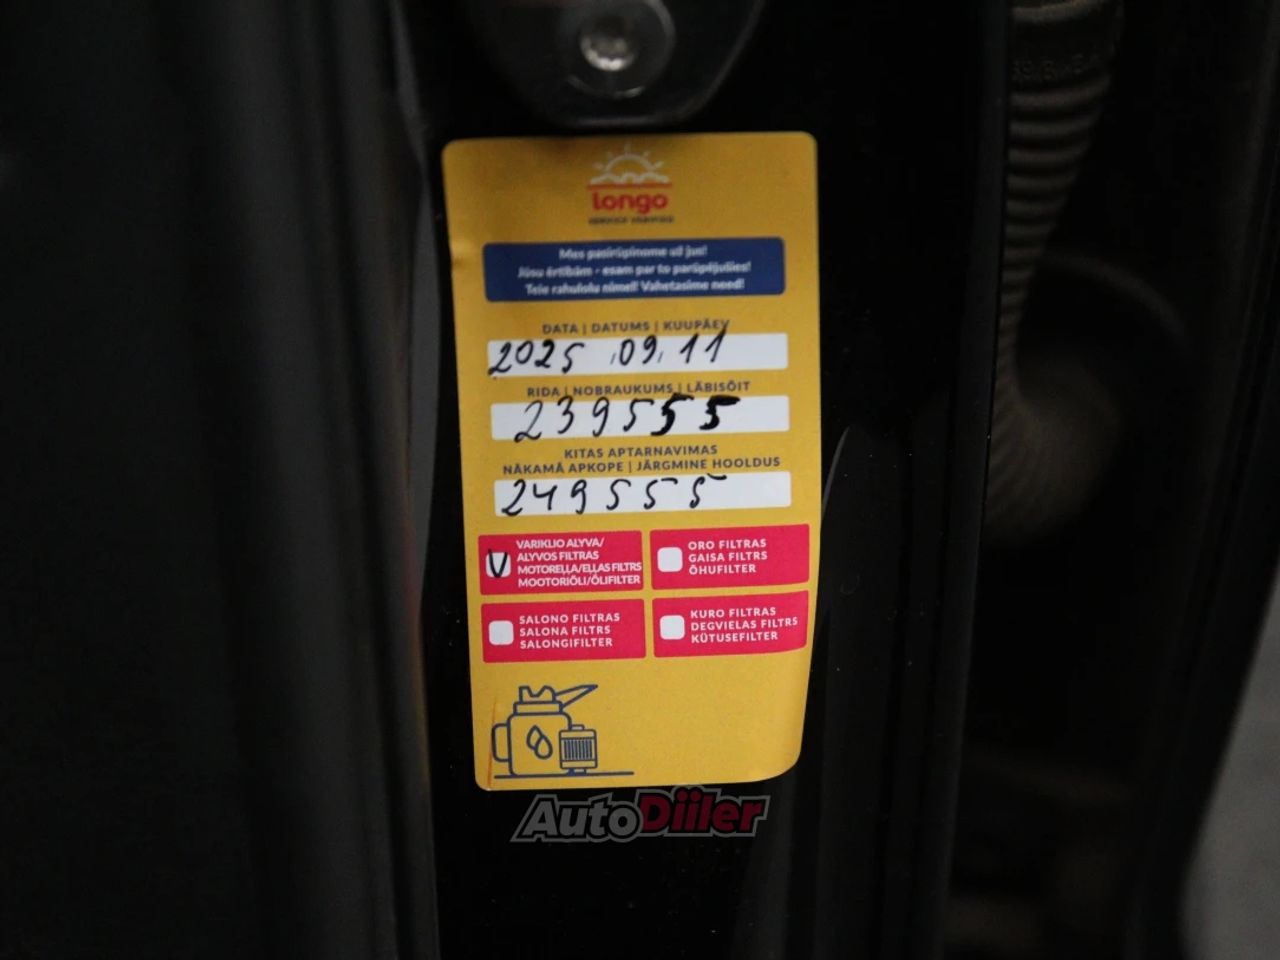 longo
Mes pasirūpinome už jus!
Jūsu ērtībām - esam par to parūpējušies!
Teie rahulolu nimel! Vahetasime need!
DATA | DATUMS | KUUPÄEV
2025.09.11
RIDA | NOBRAUKUMS | LÄBISÕIT
239555
KITAS APTARNAVIMAS
NĀKAMĀ APKOPE | JÄRGMINE HOOLDUS
249555
V
VARIKLIO ALYVA/
ALYVOS FILTRAS
MOTOREĻĻA/EĻĻAS FILTRS
MOOTORIÕLI/ÕLIFILTER
ORO FILTRAS
GAISA FILTRS
ÕHUFILTER
SALONO FILTRAS
SALONA FILTRS
SALONGIFILTER
KURO FILTRAS
DEGVIELAS FILTRS
KÜTUSEFILTER
AutoDiiler